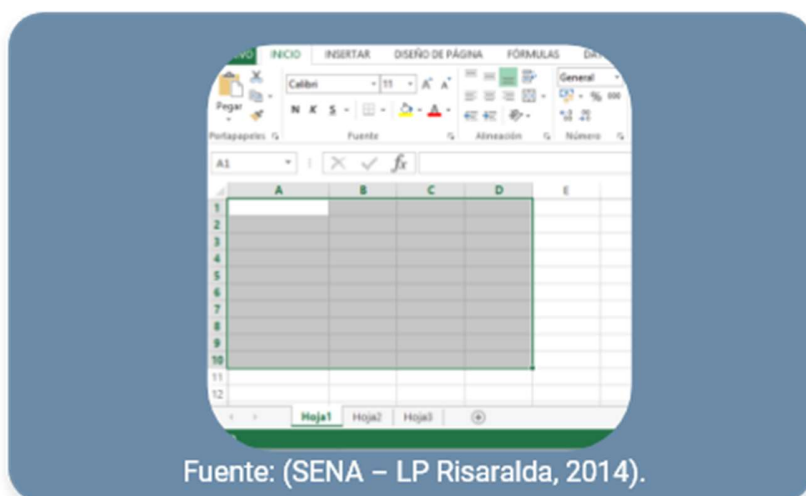 INICIO INSERTAR DISEÑO DE PÁGINA FÓRMULAS
Calibri 11 A A General
Pegar
N K S A % 000
Portapapeles Fuente Alineación Número
A1 fx
A B C D E
1
2
3
4
5
6
7
8
9
10
11
12
Hoja1 Hoja2 Hoja3
Fuente: (SENA – LP Risaralda, 2014).